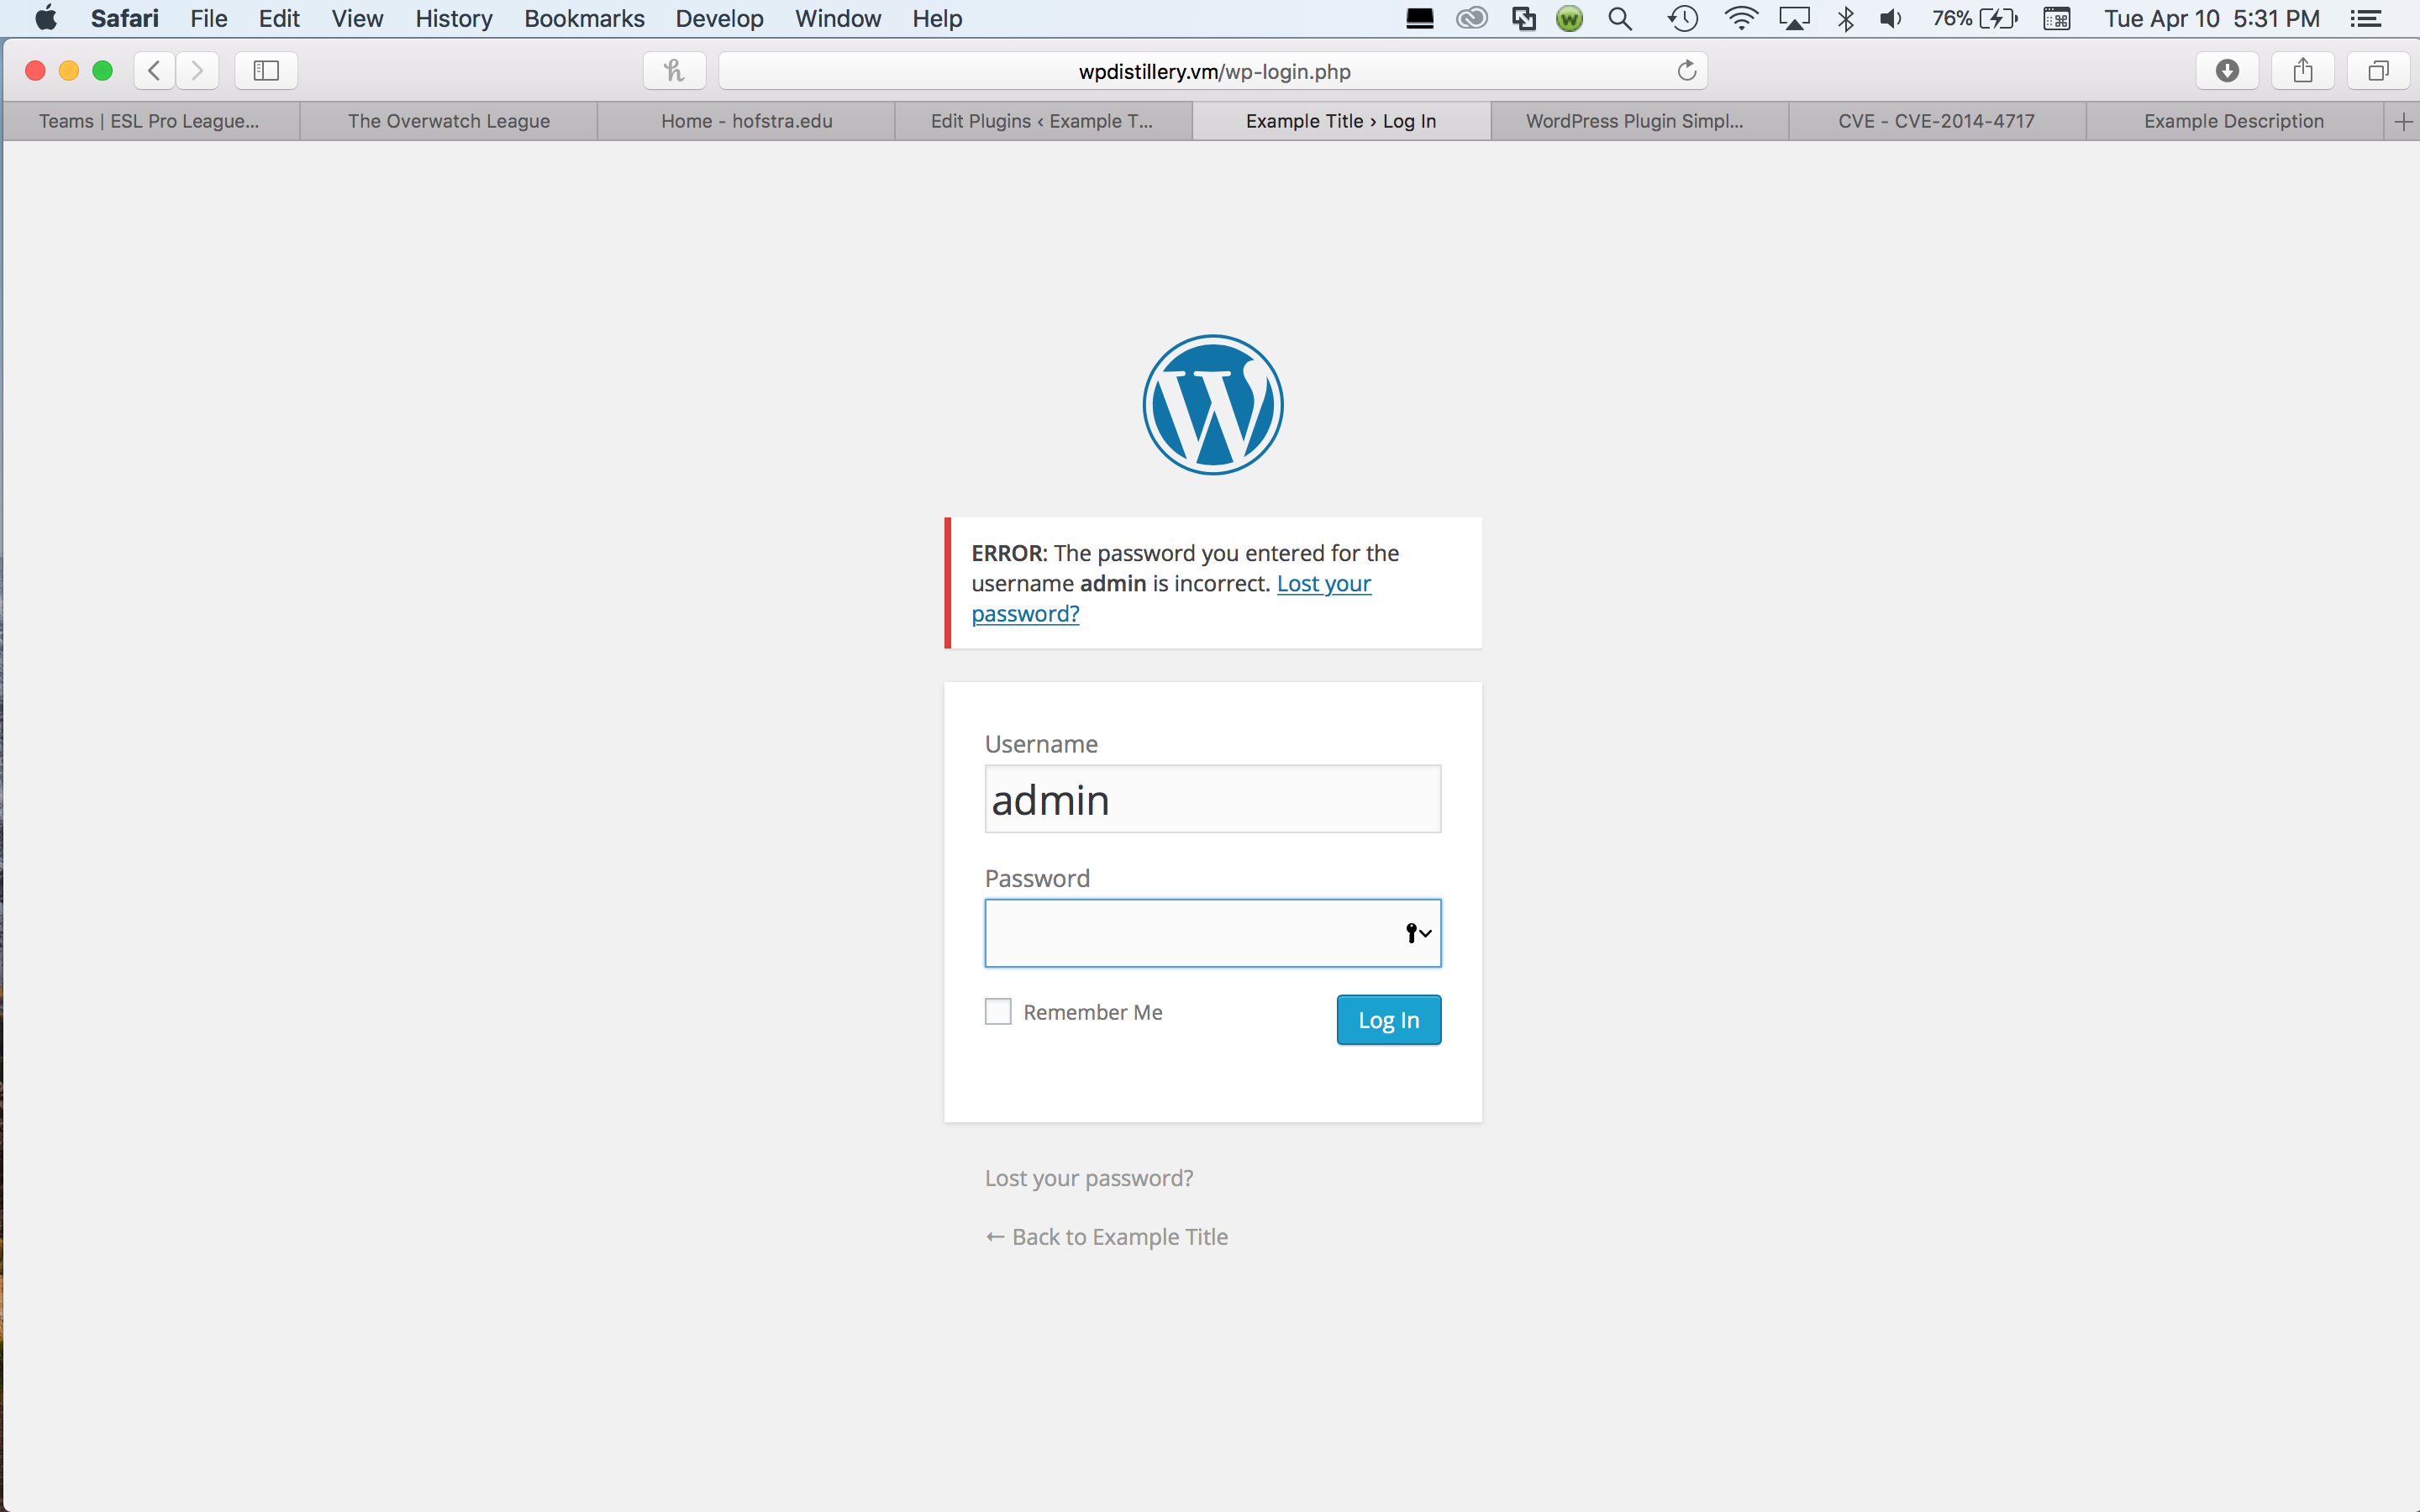 Safari File Edit View History Bookmarks Develop Window Help 76% Tue Apr 10 5:31 PM
wpdistillery.vm/wp-login.php
Teams | ESL Pro League... The Overwatch League Home - hofstra.edu Edit Plugins ‹ Example T... Example Title › Log In WordPress Plugin Simpl... CVE - CVE-2014-4717 Example Description
ERROR: The password you entered for the
username admin is incorrect. Lost your
password?
Username
admin
Password
Remember Me Log In
Lost your password?
← Back to Example Title